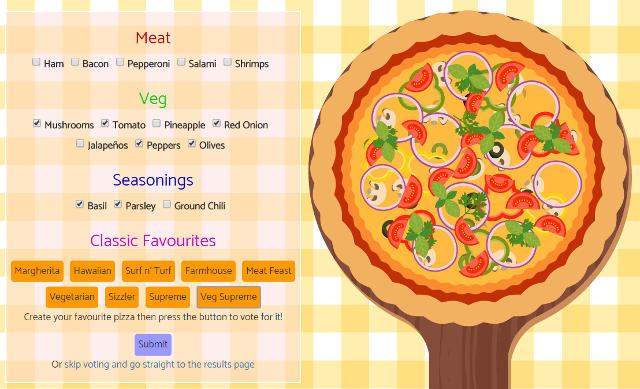 Meat
Ham Bacon Pepperoni Salami Shrimps
Veg
Mushrooms Tomato Pineapple Red Onion
Jalapeños Peppers Olives
Seasonings
Basil Parsley Ground Chili
Classic Favourites
Margherita Hawaiian Surf n' Turf Farmhouse Meat Feast
Vegetarian Sizzler Supreme Veg Supreme
Create your favourite pizza then press the button to vote for it!
Submit
Or skip voting and go straight to the results page